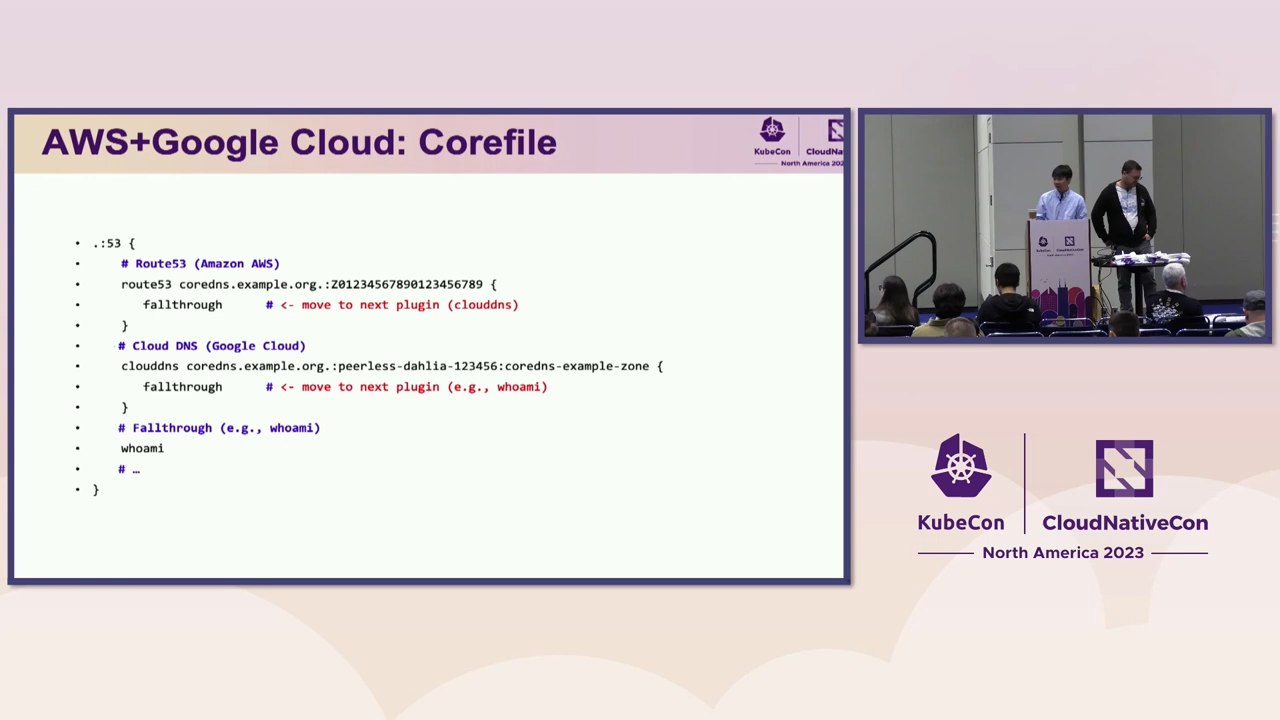 AWS+Google Cloud: Corefile
KubeCon
CloudN
North America 202
• .:53 {
• # Route53 (Amazon AWS)
• route53 coredns.example.org.:Z01234567890123456789 {
• fallthrough # <- move to next plugin (clouddns)
• }
• # Cloud DNS (Google Cloud)
• clouddns coredns.example.org.:peerless-dahlia-123456:coredns-example-zone {
• fallthrough # <- move to next plugin (e.g., whoami)
• }
• # Fallthrough (e.g., whoami)
• whoami
• # …
• }
KubeCon
CloudNativeCon
North America 2023